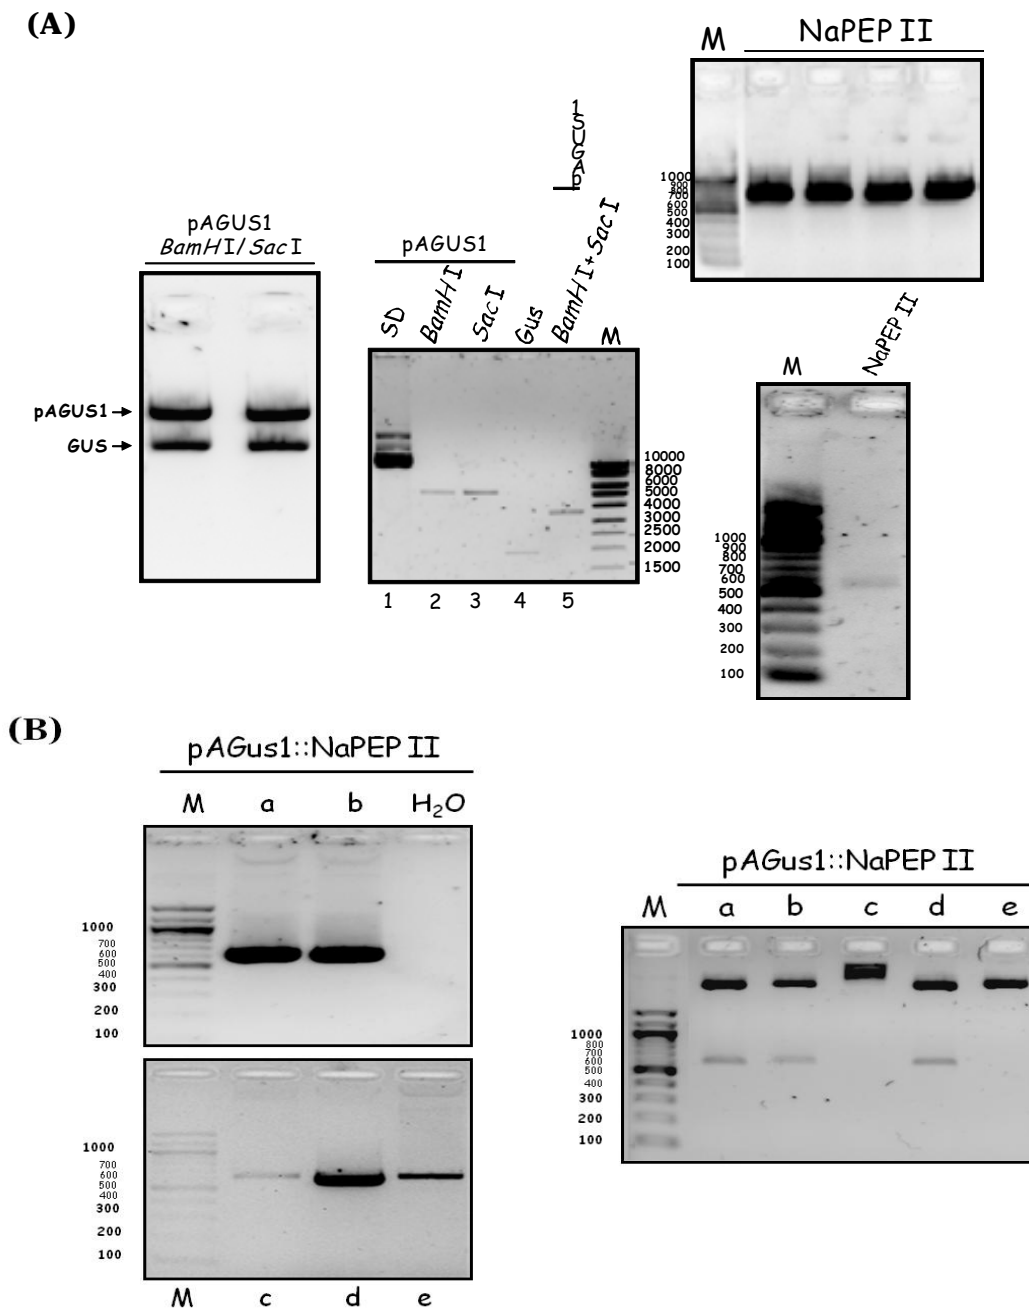 (A)
pAGUS1
BamHI/SacI
pAGUS1
GUS
pAGUS1
SD
BamHI
SacI
Gus
BamHI+SacI
M
pAGUS1
10000
8000
6000
5000
4000
3000
2500
2000
1500
1 2 3 4 5
M NaPEP II
1000
900
800
700
600
500
400
300
200
100
M NaPEP II
1000
900
800
700
600
500
400
300
200
100
(B)
pAGus1::NaPEP II
M a b H2O
1000
700
600
500
400
300
200
100
1000
700
600
500
400
300
200
100
M c d e
pAGus1::NaPEP II
M a b c d e
1000
800
700
600
500
400
300
200
100